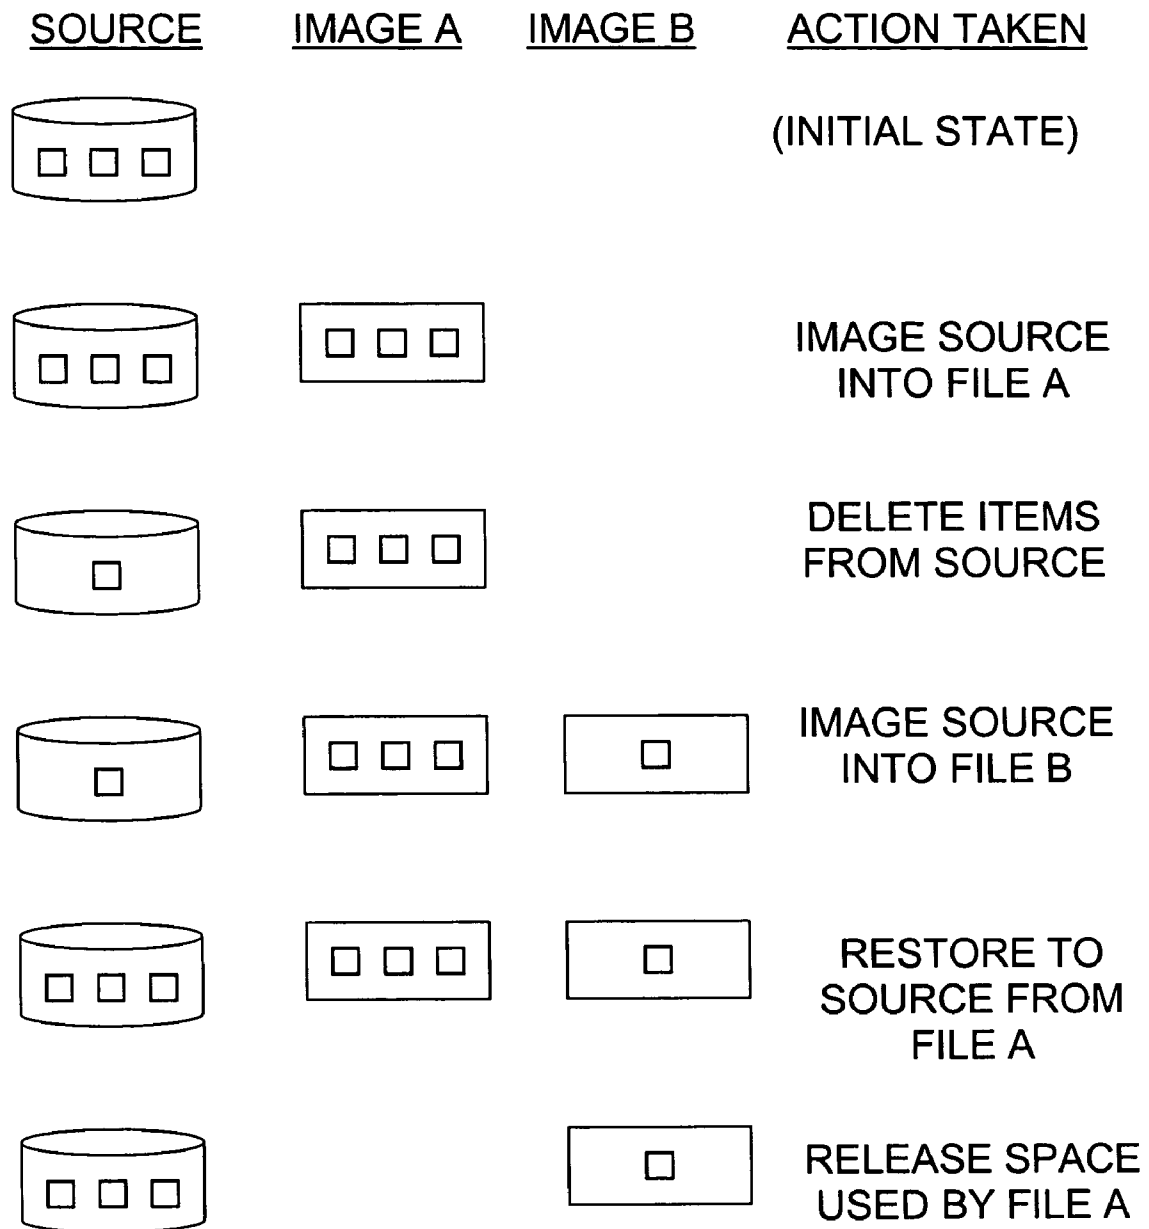 SOURCE IMAGE A IMAGE B ACTION TAKEN
(INITIAL STATE)
IMAGE SOURCE
INTO FILE A
DELETE ITEMS
FROM SOURCE
IMAGE SOURCE
INTO FILE B
RESTORE TO
SOURCE FROM
FILE A
RELEASE SPACE
USED BY FILE A